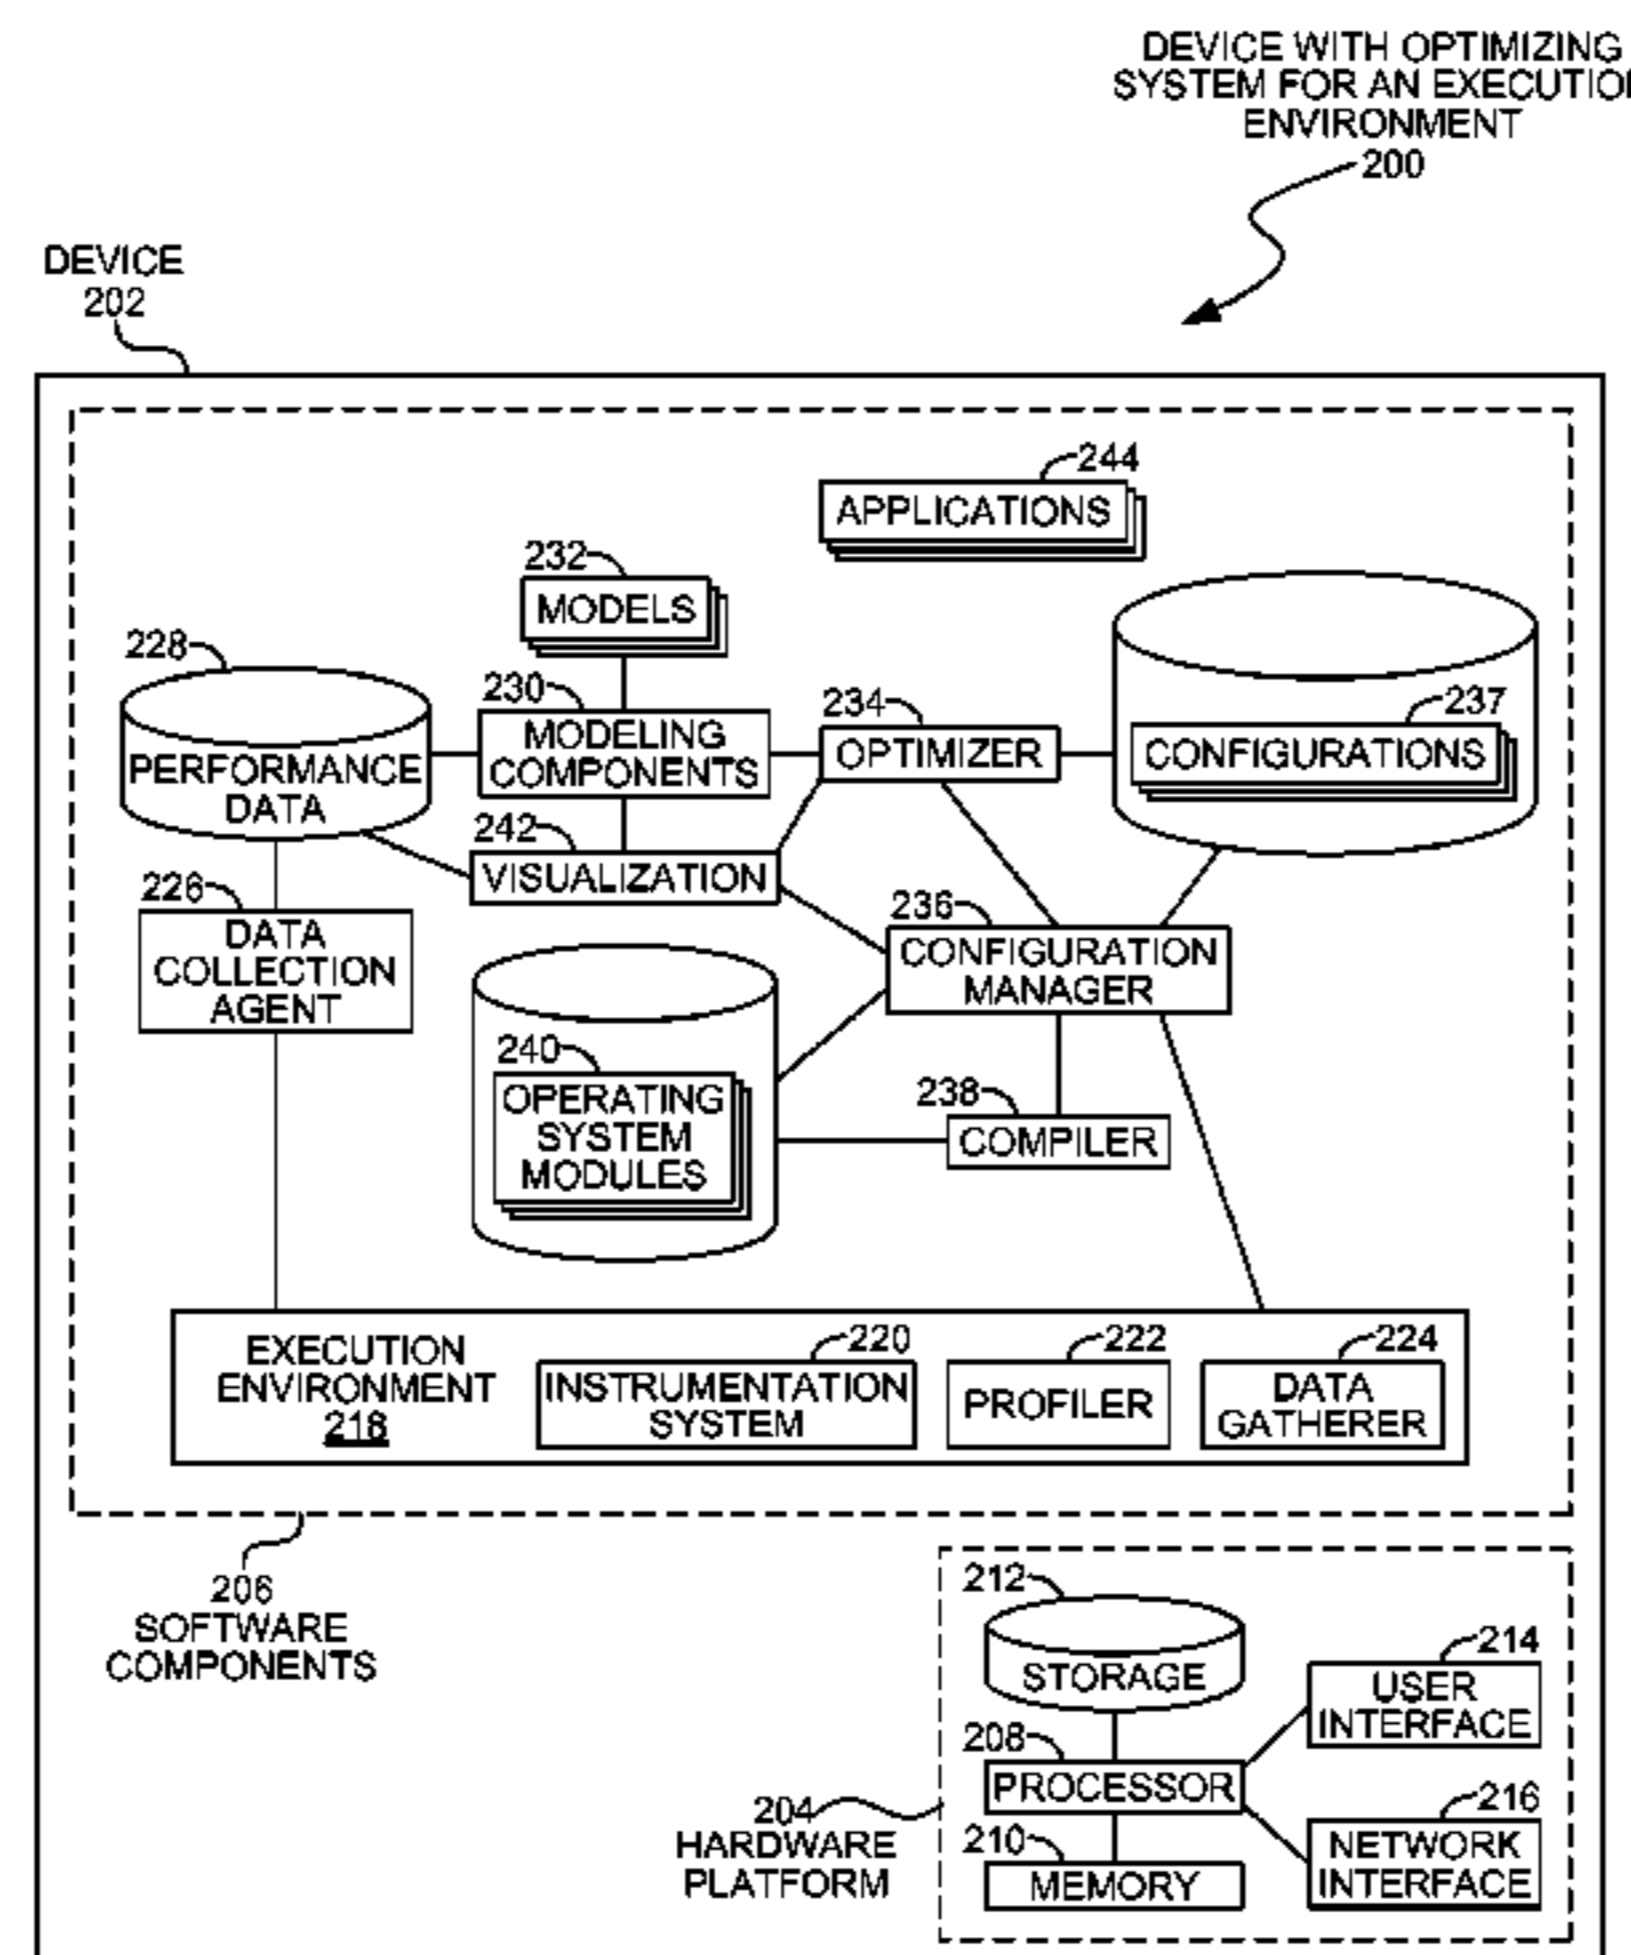 DEVICE WITH OPTIMIZING
SYSTEM FOR AN EXECUTION
ENVIRONMENT
200
DEVICE
202
244
APPLICATIONS
232
MODELS
228
PERFORMANCE
DATA
230
MODELING
COMPONENTS
234
OPTIMIZER
237
CONFIGURATIONS
242
VISUALIZATION
226
DATA
COLLECTION
AGENT
236
CONFIGURATION
MANAGER
240
OPERATING
SYSTEM
MODULES
238
COMPILER
EXECUTION
ENVIRONMENT
218
220
INSTRUMENTATION
SYSTEM
222
PROFILER
224
DATA
GATHERER
206
SOFTWARE
COMPONENTS
212
STORAGE
214
USER
INTERFACE
208
PROCESSOR
204
HARDWARE
PLATFORM
210
MEMORY
216
NETWORK
INTERFACE